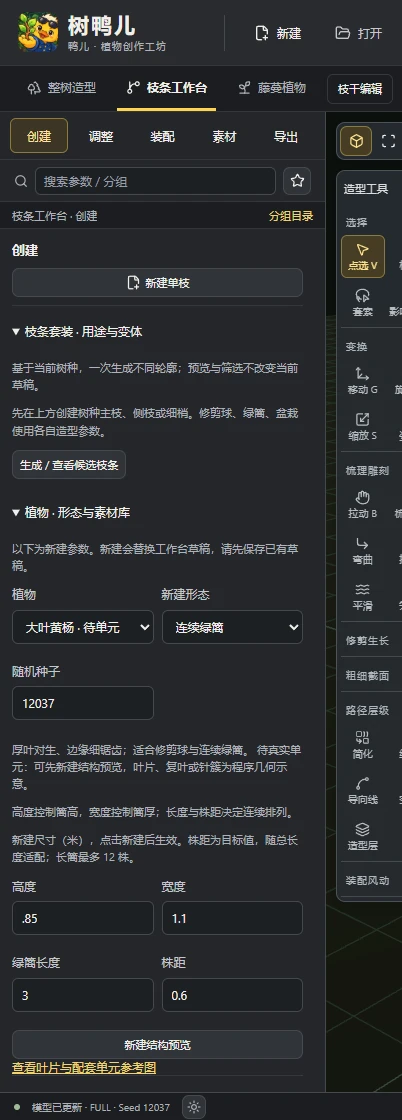 树鸭儿
鸭儿 · 植物创作工坊
新建
打开
整树造型
枝条工作台
藤蔓植物
枝干编辑
创建
调整
装配
素材
导出
搜索参数 / 分组
枝条工作台 · 创建
分组目录
创建
新建单枝
▼ 枝条套装 · 用途与变体
基于当前树种，一次生成不同轮廓；预览与筛选不改变当前
草稿。
先在上方创建树种主枝、侧枝或细梢。修剪球、绿篱、盆栽
使用各自造型参数。
生成 / 查看候选枝条
▼ 植物 · 形态与素材库
以下为新建参数。新建会替换工作台草稿，请先保存已有草
稿。
植物
新建形态
大叶黄杨 · 待单元
连续绿篱
随机种子
12037
厚叶对生、边缘细锯齿；适合修剪球与连续绿篱。 待真实单
元：可先新建结构预览，叶片、复叶或针簇为程序几何示
意。
高度控制篱高，宽度控制篱厚；长度与株距决定连续排列。
新建尺寸（米），点击新建后生效。株距为目标值，随总长
度适配；长篱最多 12 株。
高度
宽度
.85
1.1
绿篱长度
株距
3
0.6
新建结构预览
查看叶片与配套单元参考图
模型已更新 · FULL · Seed 12037
造型工具
选择
点选 V
套索
变换
移动 G
缩放 S
梳理雕刻
拉动 B
弯曲
平滑
修剪生长
粗细截面
路径层级
简化
导向线
造型层
装配风动